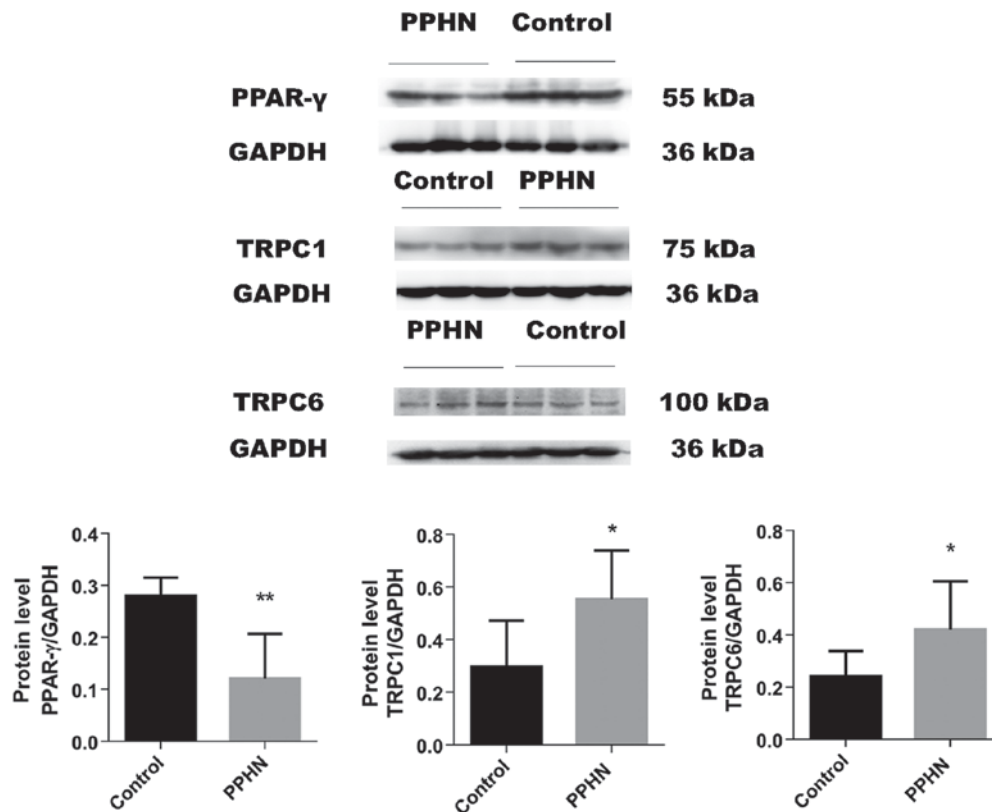 PPHN Control
PPAR-γ 55 kDa
GAPDH 36 kDa
Control PPHN
TRPC1 75 kDa
GAPDH 36 kDa
PPHN Control
TRPC6 100 kDa
GAPDH 36 kDa
Protein level
PPAR-γ/GAPDH
0.4
0.3
0.2
0.1
0.0
**
Control
PPHN
Protein level
TRPC1/GAPDH
0.8
0.6
0.4
0.2
0.0
*
Control
PPHN
Protein level
TRPC6/GAPDH
0.8
0.6
0.4
0.2
0.0
*
Control
PPHN